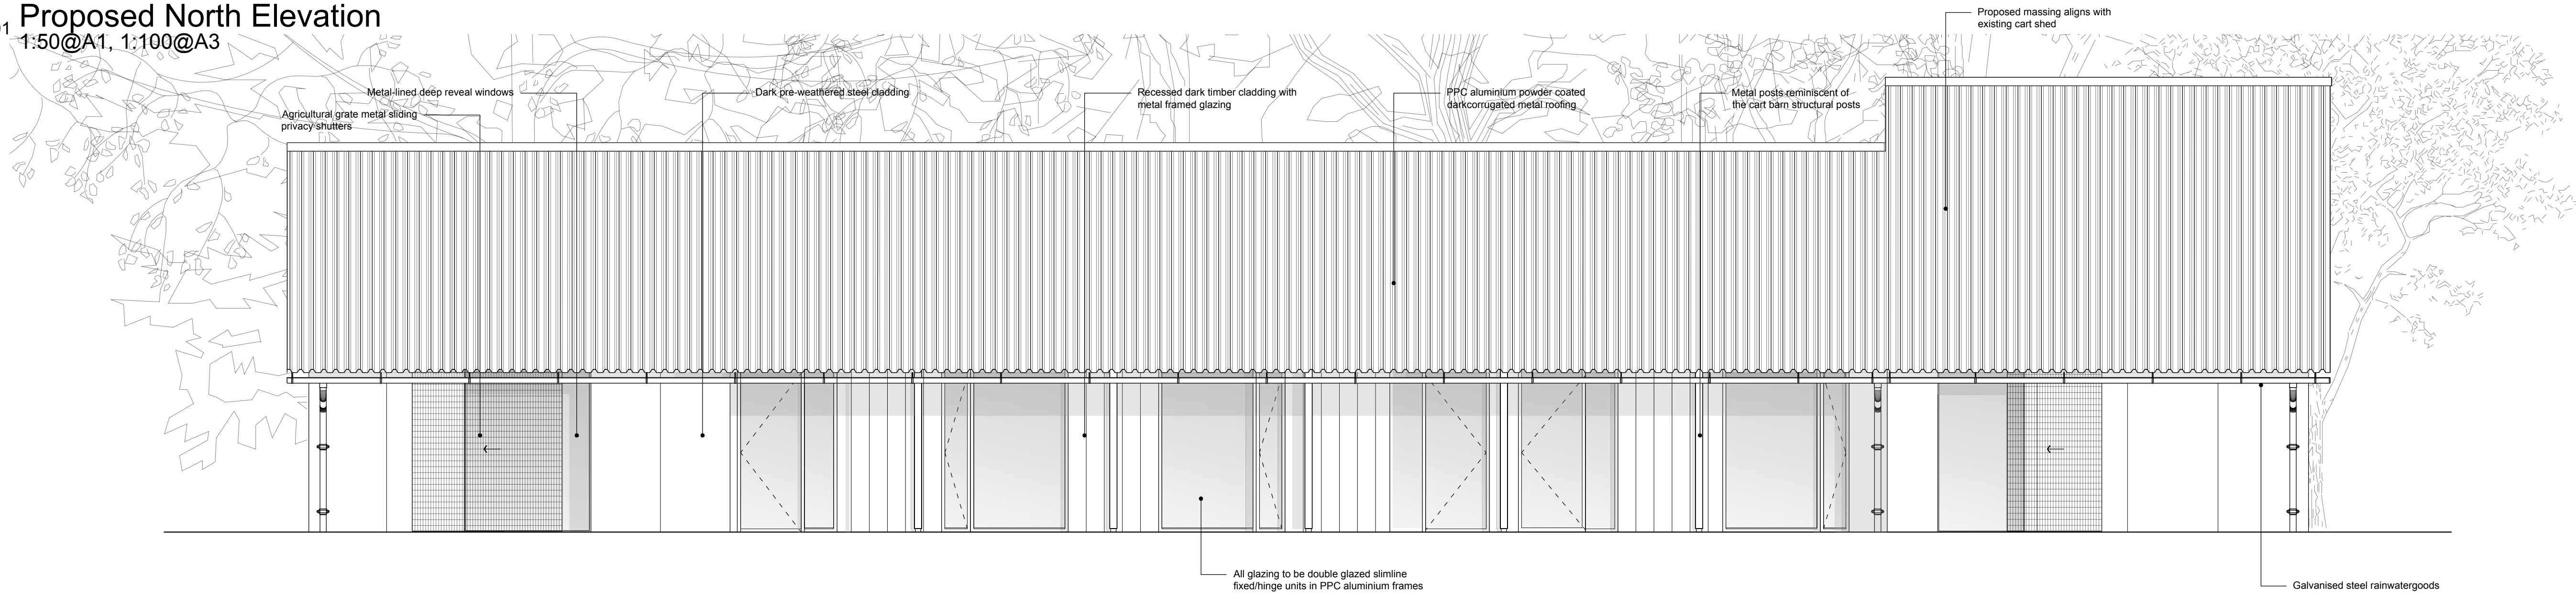 Proposed North Elevation
1:50@A1, 1:100@A3
Proposed massing aligns with
existing cart shed
Metal-lined deep reveal windows
Dark pre-weathered steel cladding
Recessed dark timber cladding with
metal framed glazing
PPC aluminium powder coated
darkcorrugated metal roofing
Metal posts reminiscent of
the cart barn structural posts
Agricultural grate metal sliding
privacy shutters
All glazing to be double glazed slimline
fixed/hinge units in PPC aluminium frames
Galvanised steel rainwatergoods